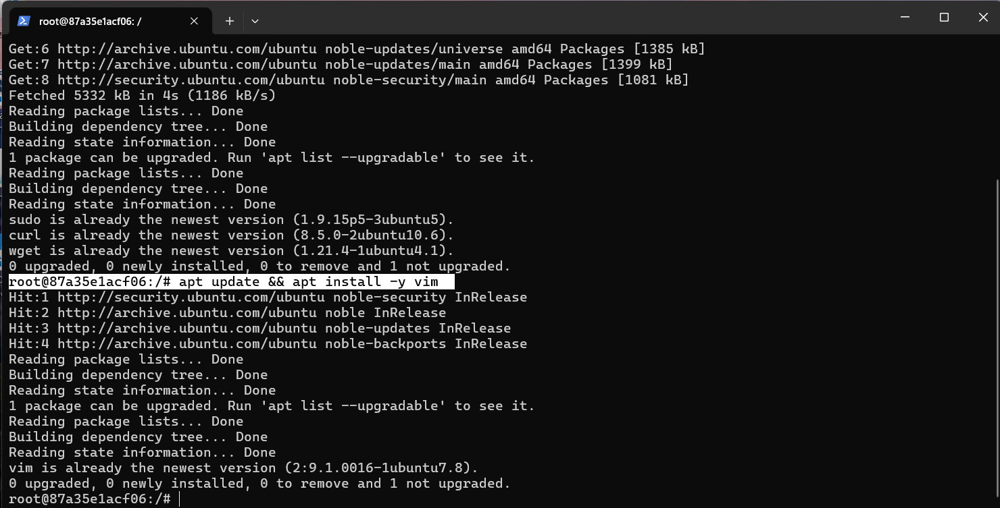 root@87a35e1acf06: /
Get:6 http://archive.ubuntu.com/ubuntu noble-updates/universe amd64 Packages [1385 kB]
Get:7 http://archive.ubuntu.com/ubuntu noble-updates/main amd64 Packages [1399 kB]
Get:8 http://security.ubuntu.com/ubuntu noble-security/main amd64 Packages [1081 kB]
Fetched 5332 kB in 4s (1186 kB/s)
Reading package lists... Done
Building dependency tree... Done
Reading state information... Done
1 package can be upgraded. Run 'apt list --upgradable' to see it.
Reading package lists... Done
Building dependency tree... Done
Reading state information... Done
sudo is already the newest version (1.9.15p5-3ubuntu5).
curl is already the newest version (8.5.0-2ubuntu10.6).
wget is already the newest version (1.21.4-1ubuntu4.1).
0 upgraded, 0 newly installed, 0 to remove and 1 not upgraded.
root@87a35e1acf06:/# apt update && apt install -y vim
Hit:1 http://security.ubuntu.com/ubuntu noble-security InRelease
Hit:2 http://archive.ubuntu.com/ubuntu noble InRelease
Hit:3 http://archive.ubuntu.com/ubuntu noble-updates InRelease
Hit:4 http://archive.ubuntu.com/ubuntu noble-backports InRelease
Reading package lists... Done
Building dependency tree... Done
Reading state information... Done
1 package can be upgraded. Run 'apt list --upgradable' to see it.
Reading package lists... Done
Building dependency tree... Done
Reading state information... Done
vim is already the newest version (2:9.1.0016-1ubuntu7.8).
0 upgraded, 0 newly installed, 0 to remove and 1 not upgraded.
root@87a35e1acf06:/#